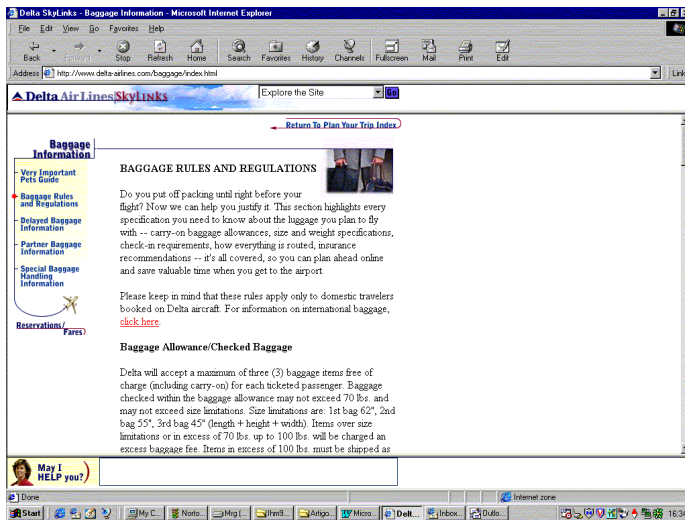 Delta SkyLinks - Baggage Information - Microsoft Internet Explorer
File Edit View Go Favorites Help
Back Forward Stop Refresh Home Search Favorites History Channels Fullscreen Mail Print Edit
Address http://www.delta-airlines.com/baggage/index.html Link
Delta Air Lines SkyLinks
Explore the Site Go
Return To Plan Your Trip Index
Baggage
Information
Very Important
Pets Guide
Baggage Rules
and Regulations
Delayed Baggage
Information
Partner Baggage
Information
Special Baggage
Handling
Information
Reservations/
Fares
BAGGAGE RULES AND REGULATIONS
Do you put off packing until right before your
flight? Now we can help you justify it. This section highlights every
specification you need to know about the luggage you plan to fly
with -- carry-on baggage allowances, size and weight specifications,
check-in requirements, how everything is routed, insurance
recommendations -- it's all covered, so you can plan ahead online
and save valuable time when you get to the airport.
Please keep in mind that these rules apply only to domestic travelers
booked on Delta aircraft. For information on international baggage,
click here.
Baggage Allowance/Checked Baggage
Delta will accept a maximum of three (3) baggage items free of
charge (including carry-on) for each ticketed passenger. Baggage
checked within the baggage allowance may not exceed 70 lbs. and
may not exceed size limitations. Size limitations are: 1st bag 62", 2nd
bag 55", 3rd bag 45" (length + height + width). Items over size
limitations or in excess of 70 lbs. up to 100 lbs. will be charged an
excess baggage fee. Items in excess of 100 lbs. must be shipped as
May I
HELP you?
Done Internet zone
Start My C... Norto... Mrg (... Ihm9... Artigo... Micro... Delt... Inbox... Outlo... 16:34